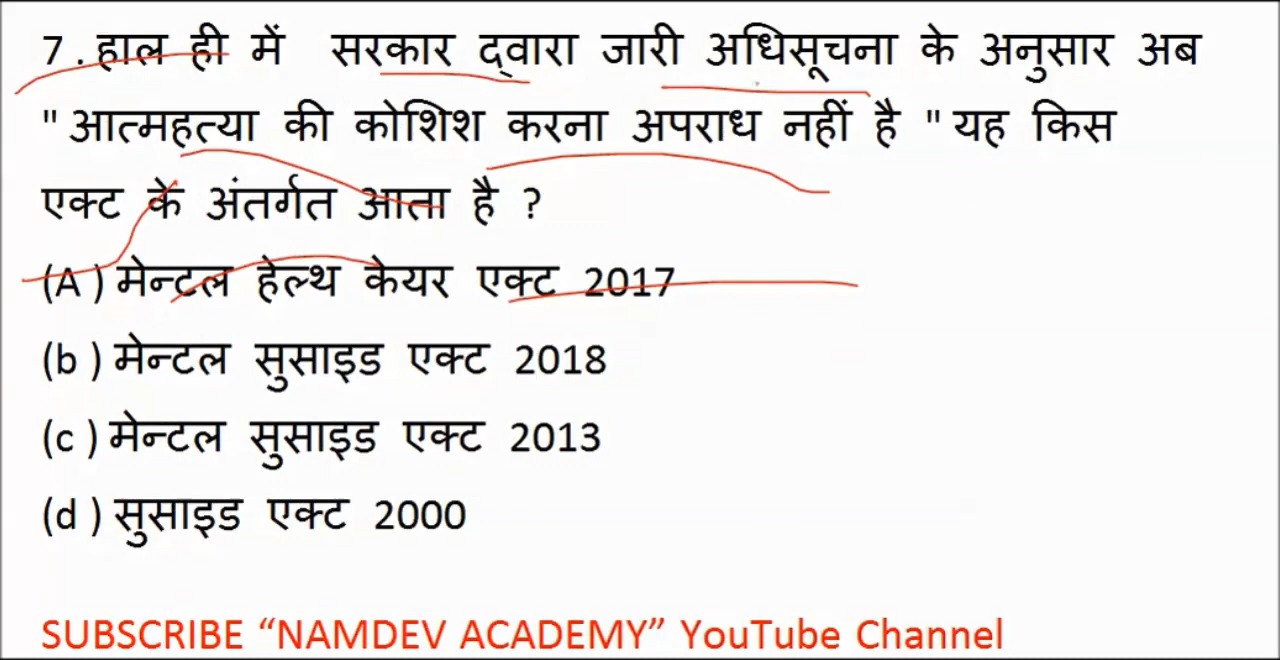 7 . हाल ही में सरकार द्वारा जारी अधिसूचना के अनुसार अब
" आत्महत्या की कोशिश करना अपराध नहीं है " यह किस
एक्ट के अंतर्गत आता है ?
(A ) मेन्टल हेल्थ केयर एक्ट 2017
(b ) मेन्टल सुसाइड एक्ट 2018
(c ) मेन्टल सुसाइड एक्ट 2013
(d ) सुसाइड एक्ट 2000
SUBSCRIBE “NAMDEV ACADEMY” YouTube Channel